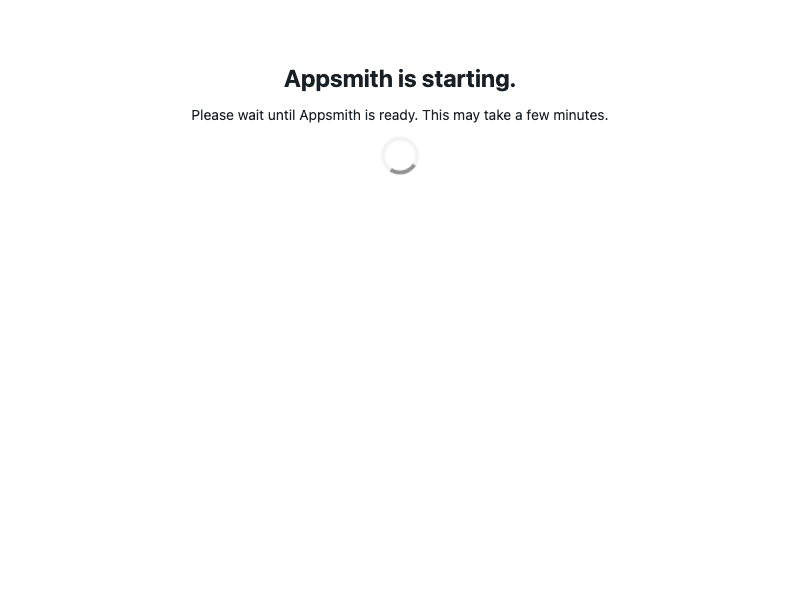 Appsmith is starting.
Please wait until Appsmith is ready. This may take a few minutes.